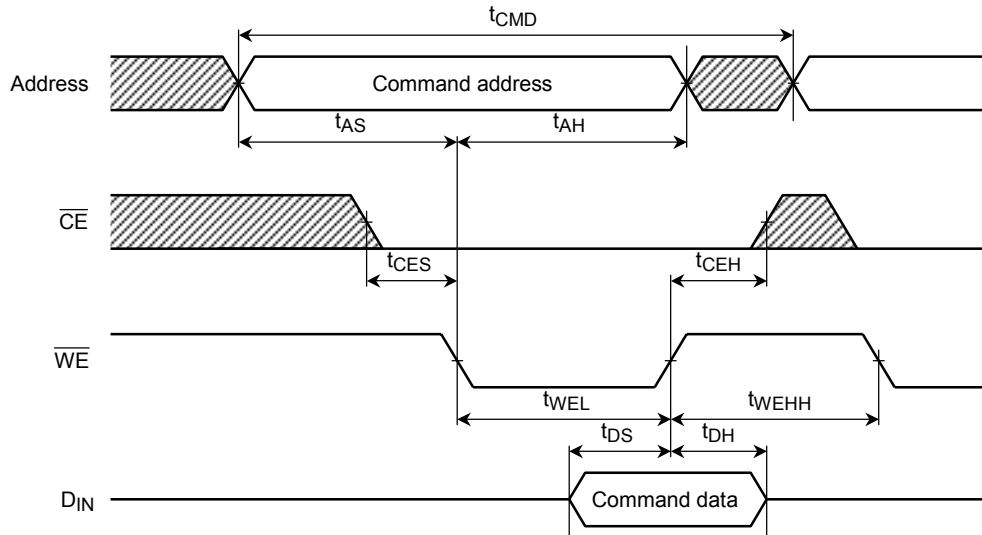 tCMD
Address
Command address
tAS
tAH
CE
tCES
tCEH
WE
tWEL
tWEHH
tDS
tDH
DIN
Command data